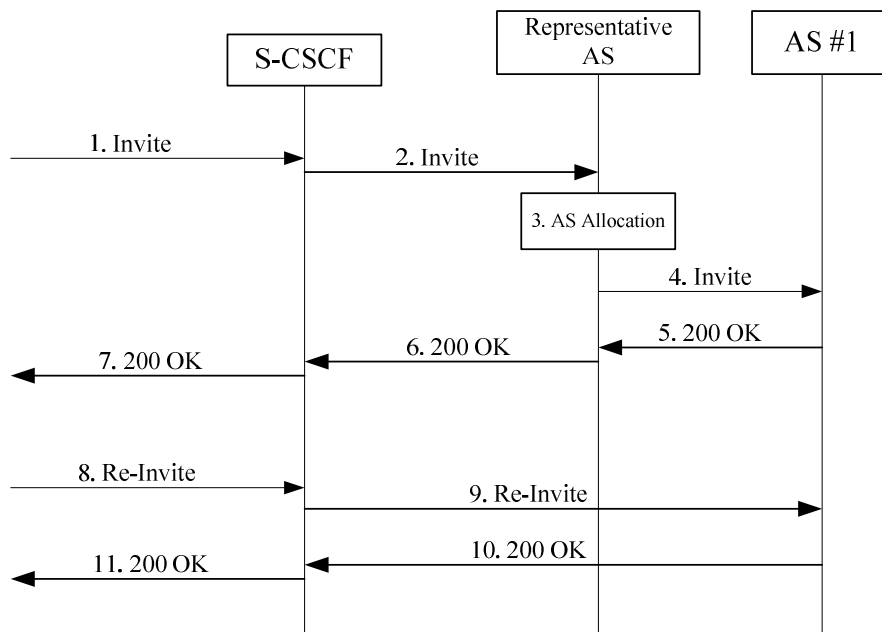 S-CSCF
Representative
AS
AS #1
1. Invite
2. Invite
3. AS Allocation
4. Invite
5. 200 OK
6. 200 OK
7. 200 OK
8. Re-Invite
9. Re-Invite
10. 200 OK
11. 200 OK